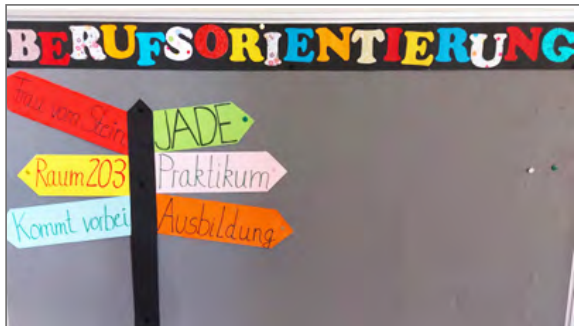 BERUFSORIENTIERUNG
Frau vom Stein
JADE
Raum 203
Praktikum
Kommt vorbei
Ausbildung